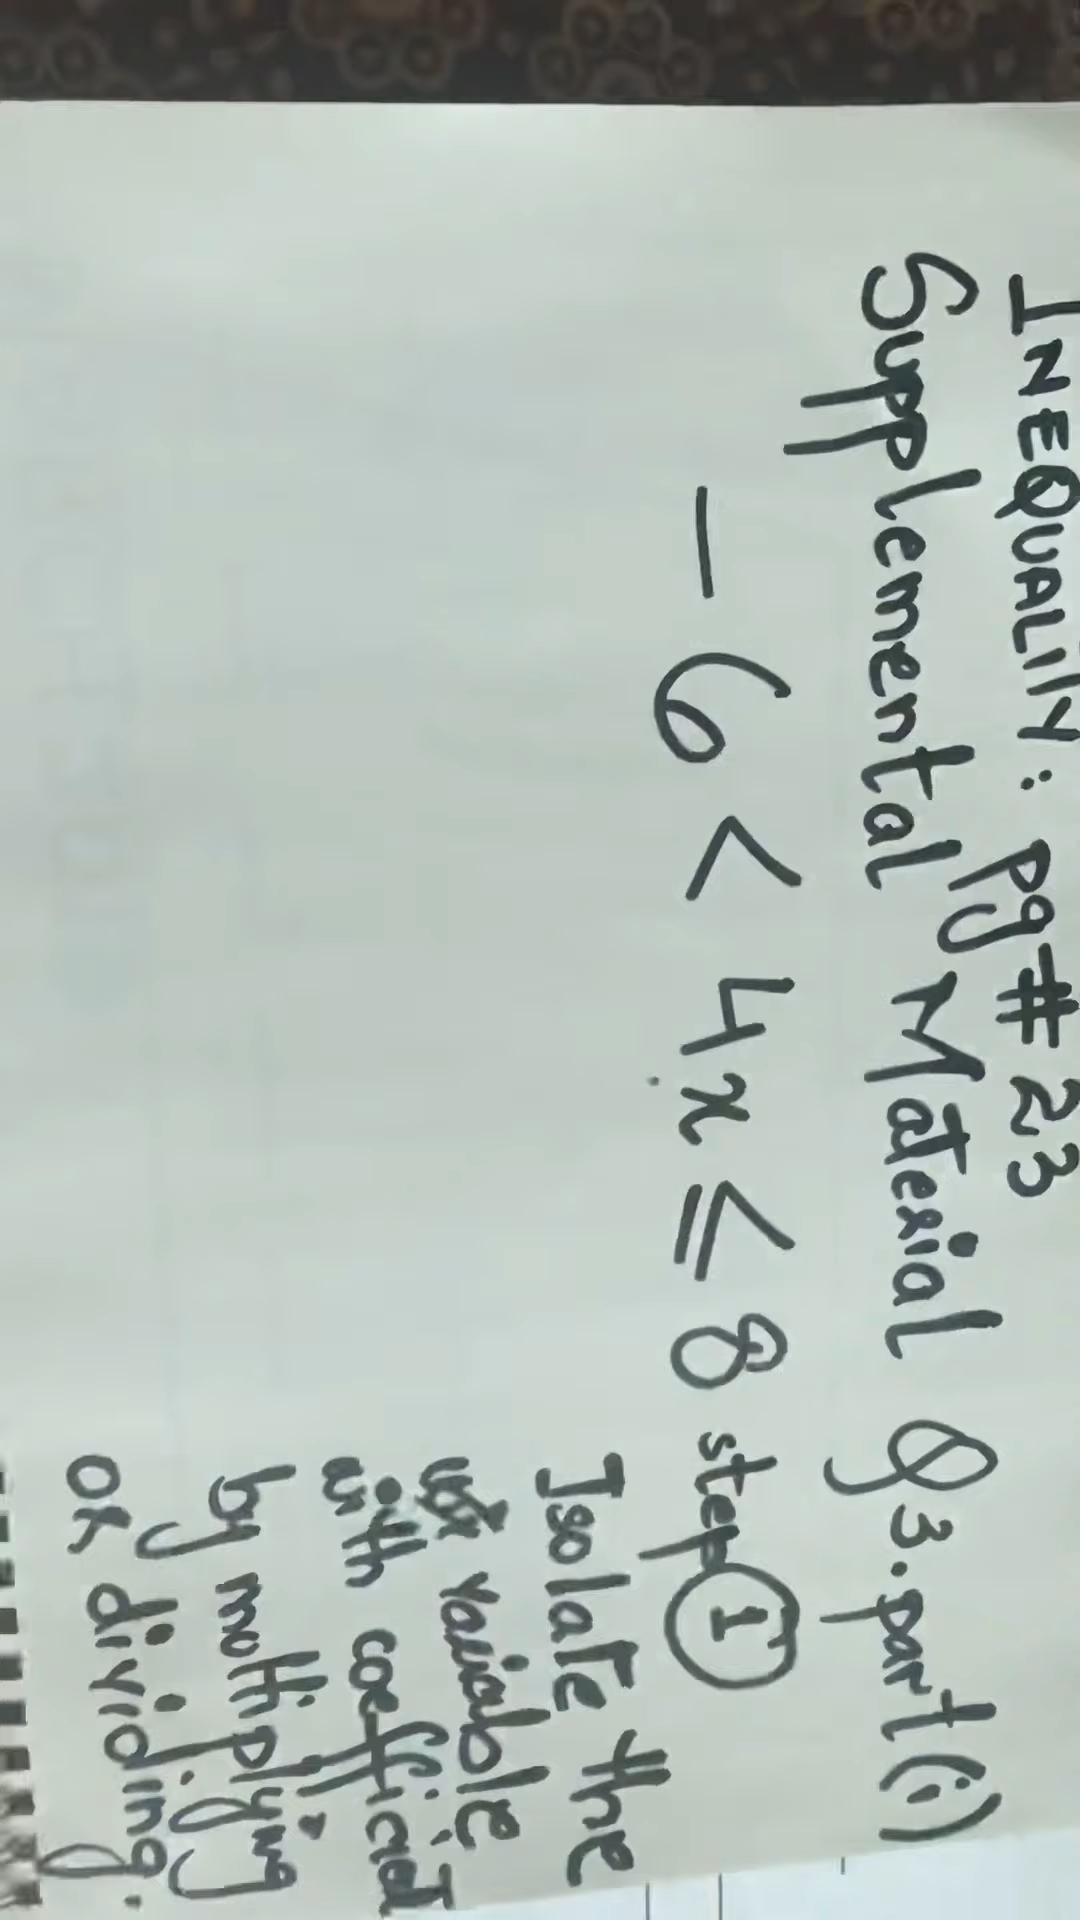 INEQUALITY: Pg # 23
Supplemental Material Q3.part(i)
- 6 < 4x ≤ 8 step 1
Isolate the
variable
with coefficient
by moltiplying
or dividing.